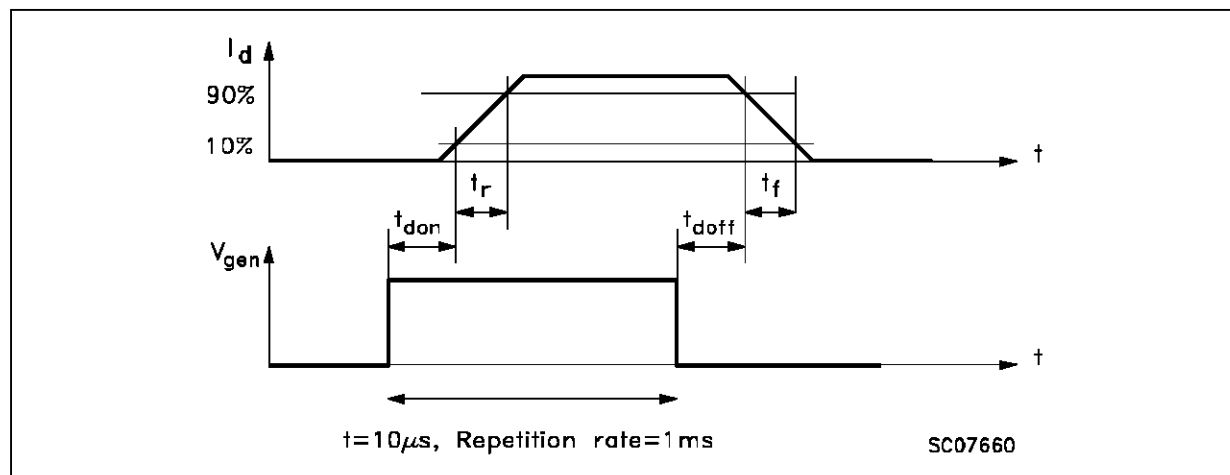 Id
90%
10%
t
tr
tf
tdon
tdoff
Vgen
t
t=10μs, Repetition rate=1ms
SC07660